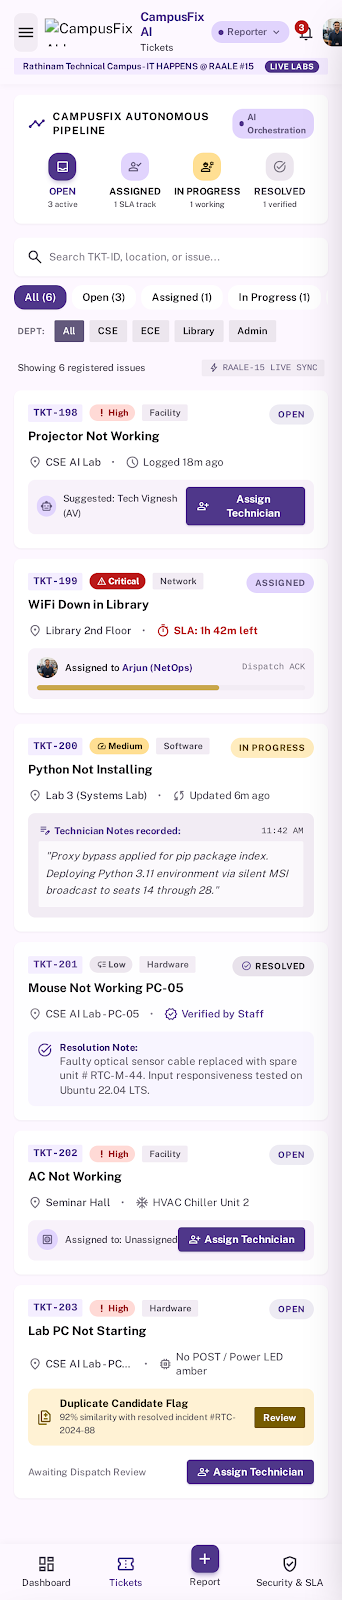 CampusFix
CampusFix
AI
Tickets
Reporter
3
Rathinam Technical Campus · IT HAPPENS @ RAALE #15
LIVE LABS
CAMPUSFIX AUTONOMOUS
PIPELINE
AI
Orchestration
OPEN
3 active
ASSIGNED
1 SLA track
IN PROGRESS
1 working
RESOLVED
1 verified
Search TKT-ID, location, or issue...
All (6)
Open (3)
Assigned (1)
In Progress (1)
DEPT:
All
CSE
ECE
Library
Admin
Showing 6 registered issues
RAALE-15 LIVE SYNC
TKT-198
! High
Facility
OPEN
Projector Not Working
CSE AI Lab
•
Logged 18m ago
Suggested: Tech Vignesh
(AV)
Assign
Technician
TKT-199
Critical
Network
ASSIGNED
WiFi Down in Library
Library 2nd Floor
•
SLA: 1h 42m left
Assigned to Arjun (NetOps)
Dispatch ACK
TKT-200
Medium
Software
IN PROGRESS
Python Not Installing
Lab 3 (Systems Lab)
•
Updated 6m ago
Technician Notes recorded:
11:42 AM
"Proxy bypass applied for pip package index.
Deploying Python 3.11 environment via silent MSI
broadcast to seats 14 through 28."
TKT-201
Low
Hardware
RESOLVED
Mouse Not Working PC-05
CSE AI Lab - PC-05
•
Verified by Staff
Resolution Note:
Faulty optical sensor cable replaced with spare
unit # RTC-M-44. Input responsiveness tested on
Ubuntu 22.04 LTS.
TKT-202
! High
Facility
OPEN
AC Not Working
Seminar Hall
•
HVAC Chiller Unit 2
Assigned to: Unassigned
Assign Technician
TKT-203
! High
Hardware
OPEN
Lab PC Not Starting
CSE AI Lab - PC...
•
No POST / Power LED
amber
Duplicate Candidate Flag
92% similarity with resolved incident #RTC-
2024-88
Review
Awaiting Dispatch Review
Assign Technician
Dashboard
Tickets
Report
Security & SLA